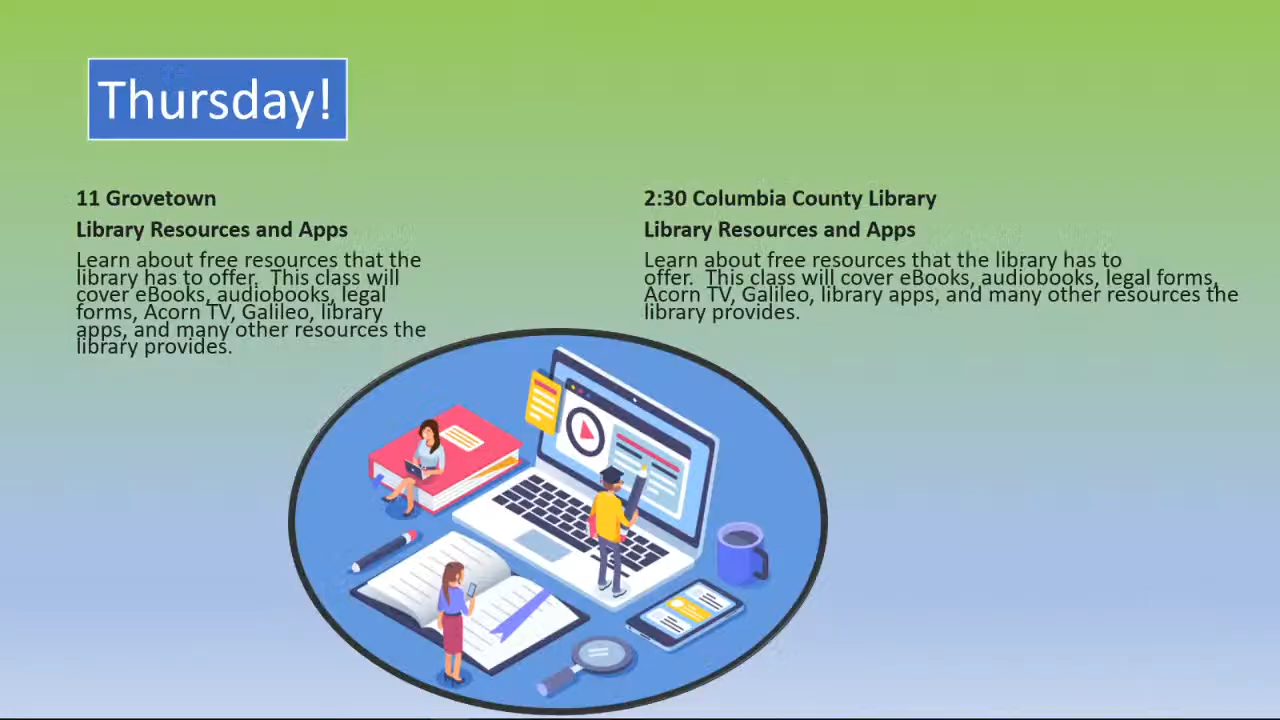 Thursday!
11 Grovetown
Library Resources and Apps
Learn about free resources that the
library has to offer.  This class will
cover eBooks, audiobooks, legal
forms, Acorn TV, Galileo, library
apps, and many other resources the
library provides.
2:30 Columbia County Library
Library Resources and Apps
Learn about free resources that the library has to
offer.  This class will cover eBooks, audiobooks, legal forms,
Acorn TV, Galileo, library apps, and many other resources the
library provides.